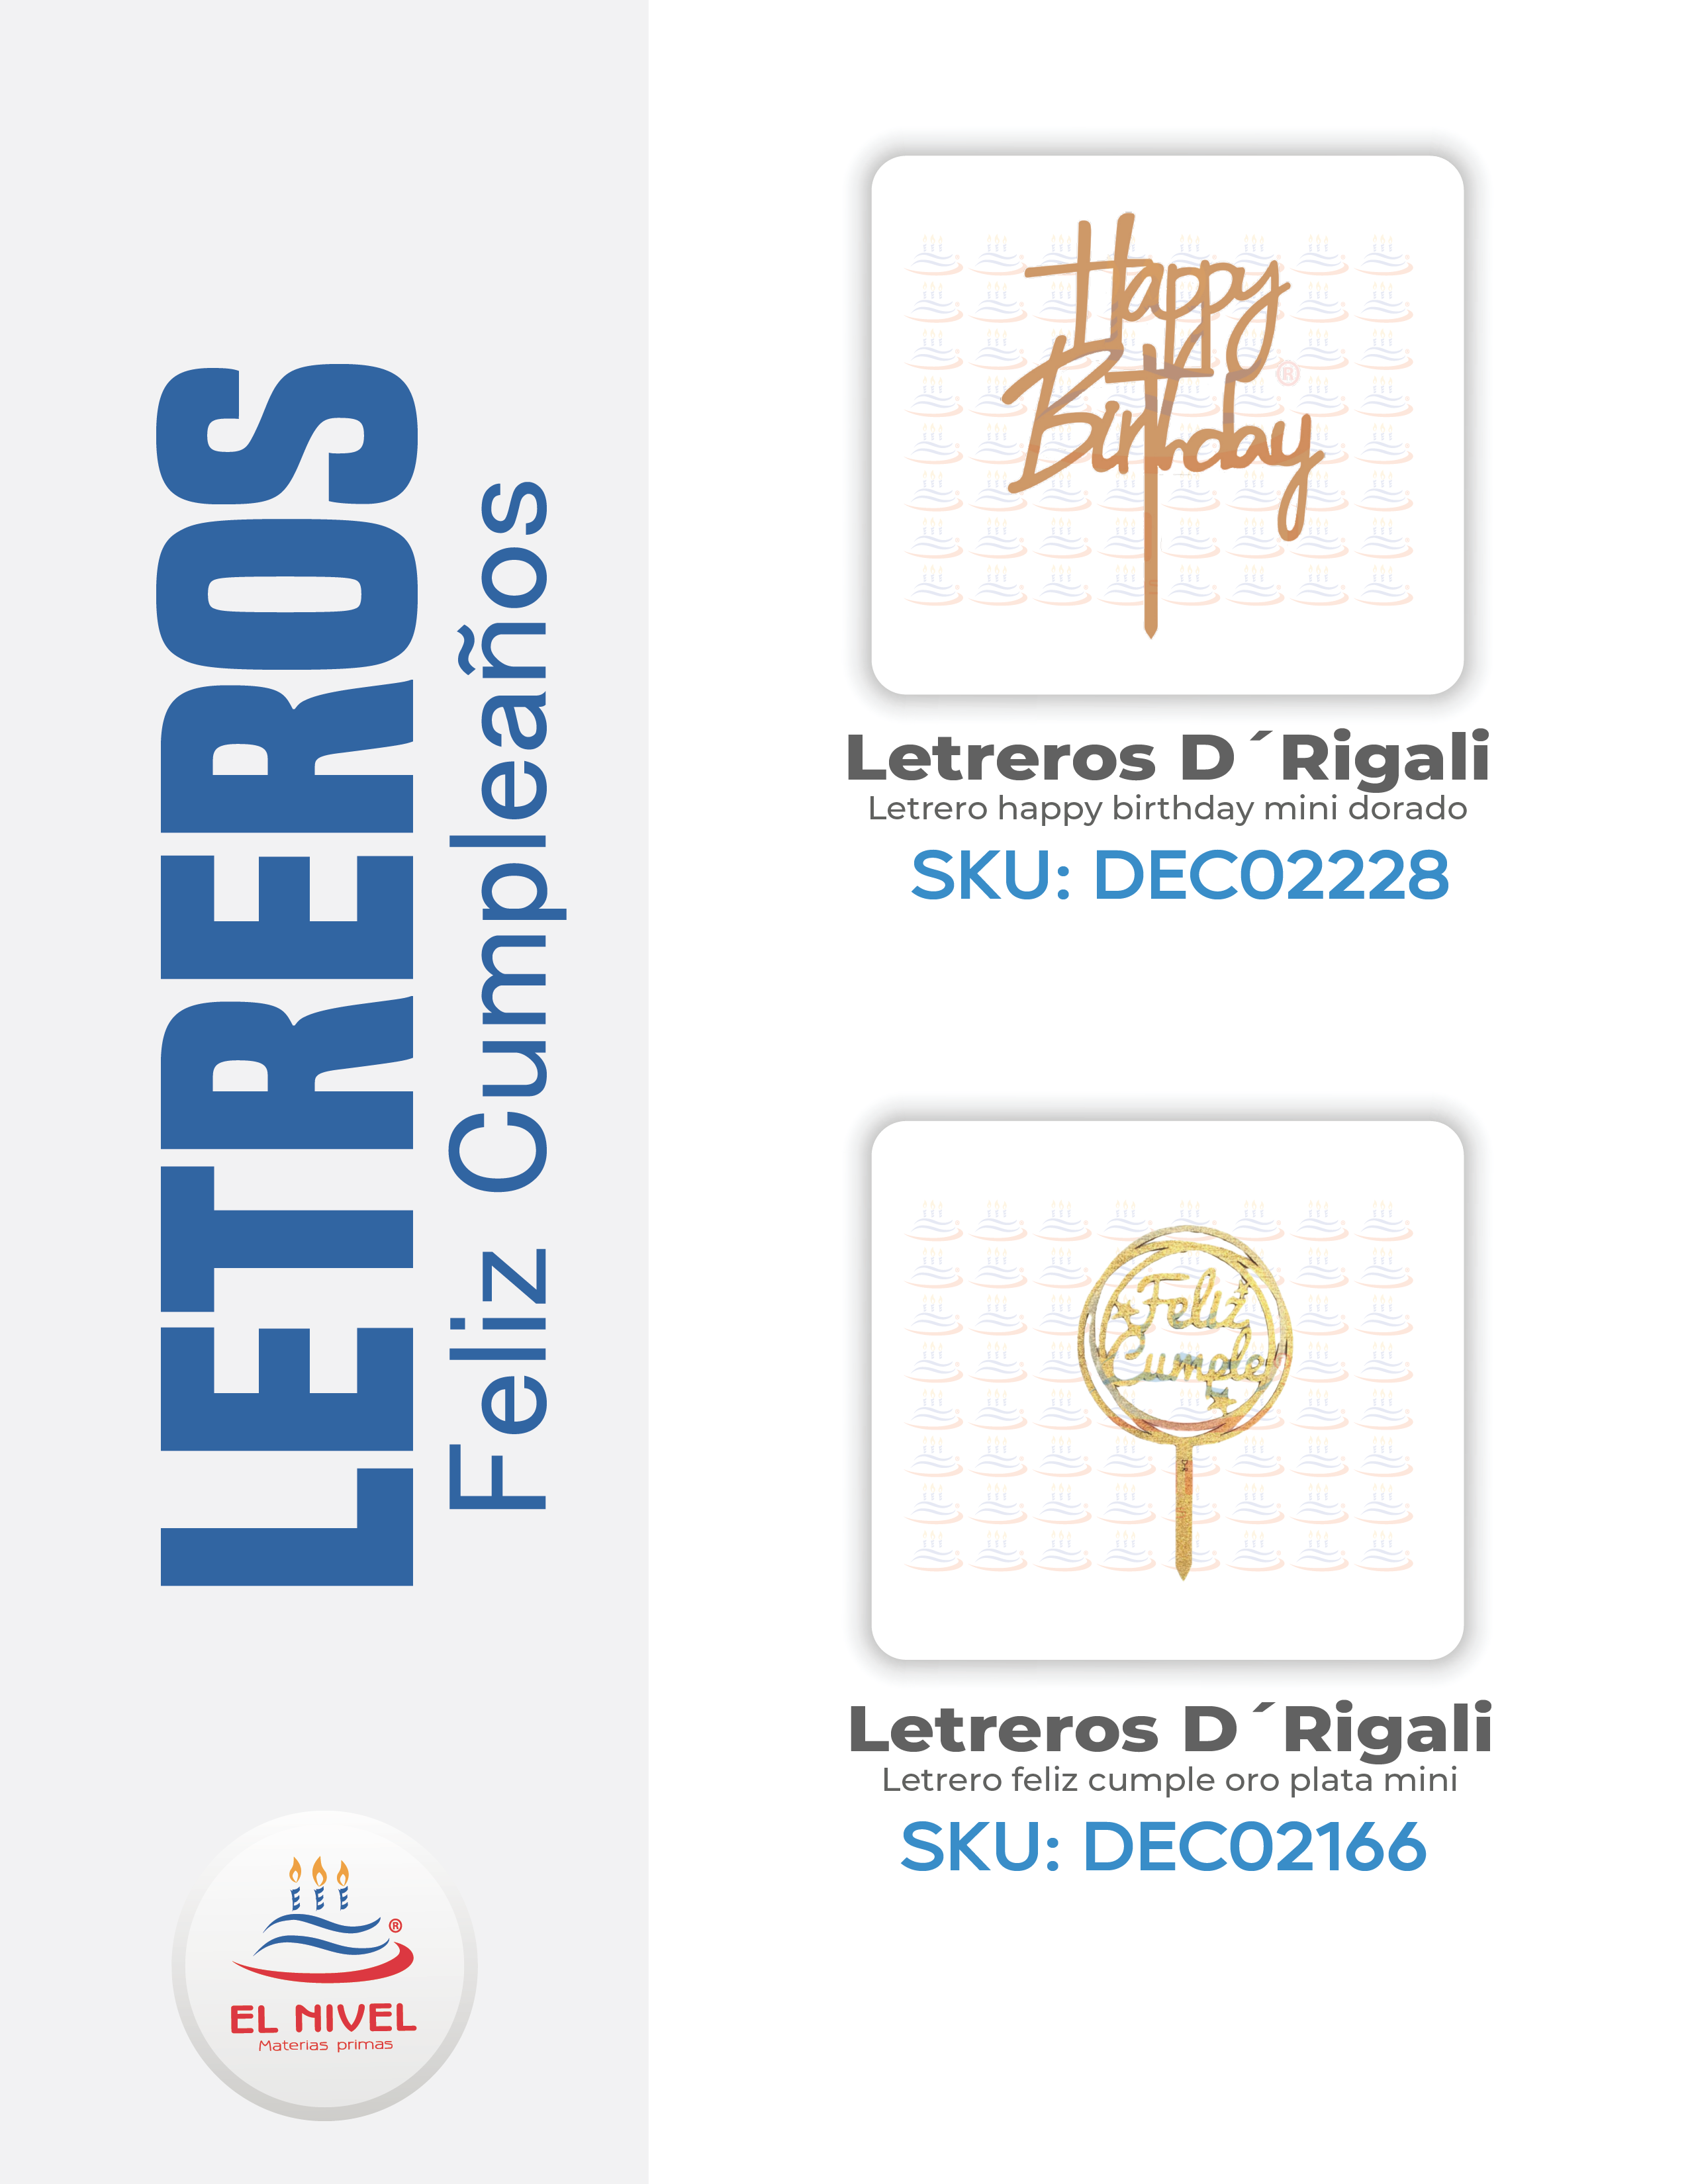 LETREROS
Feliz Cumpleaños
Happy
Birthday
®
Letreros D´Rigali
Letrero happy birthday mini dorado
SKU: DEC02228
Feliz
Cumple
Letreros D´Rigali
Letrero feliz cumple oro plata mini
SKU: DEC02166
®
EL NIVEL
Materias primas